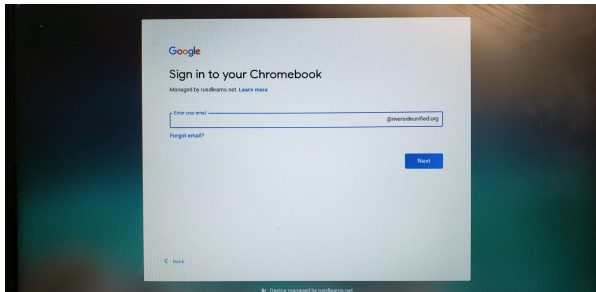 Google
Sign in to your Chromebook
Managed by rusdlearns.net. Learn more
Enter your email
@riversideunified.org
Forgot email?
Next
< Back
Device managed by rusdlearns.net